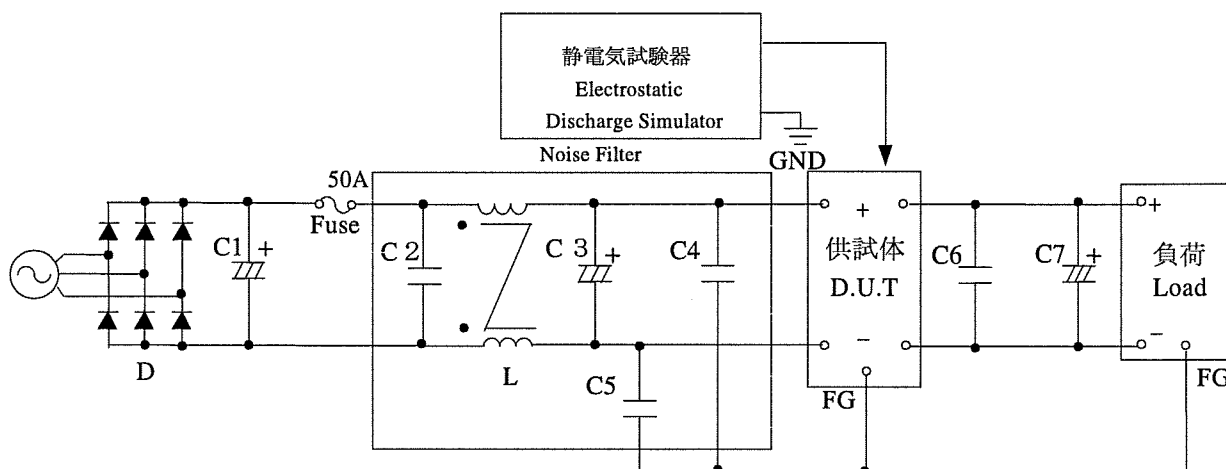 静電気試験器
Electrostatic
Discharge Simulator
Noise Filter
GND
50A
Fuse
C1
+
C 2
C 3
+
C4
+
供試体
D.U.T
-
C6
C7
+
+
負荷
Load
-
D
L
C5
FG
FG